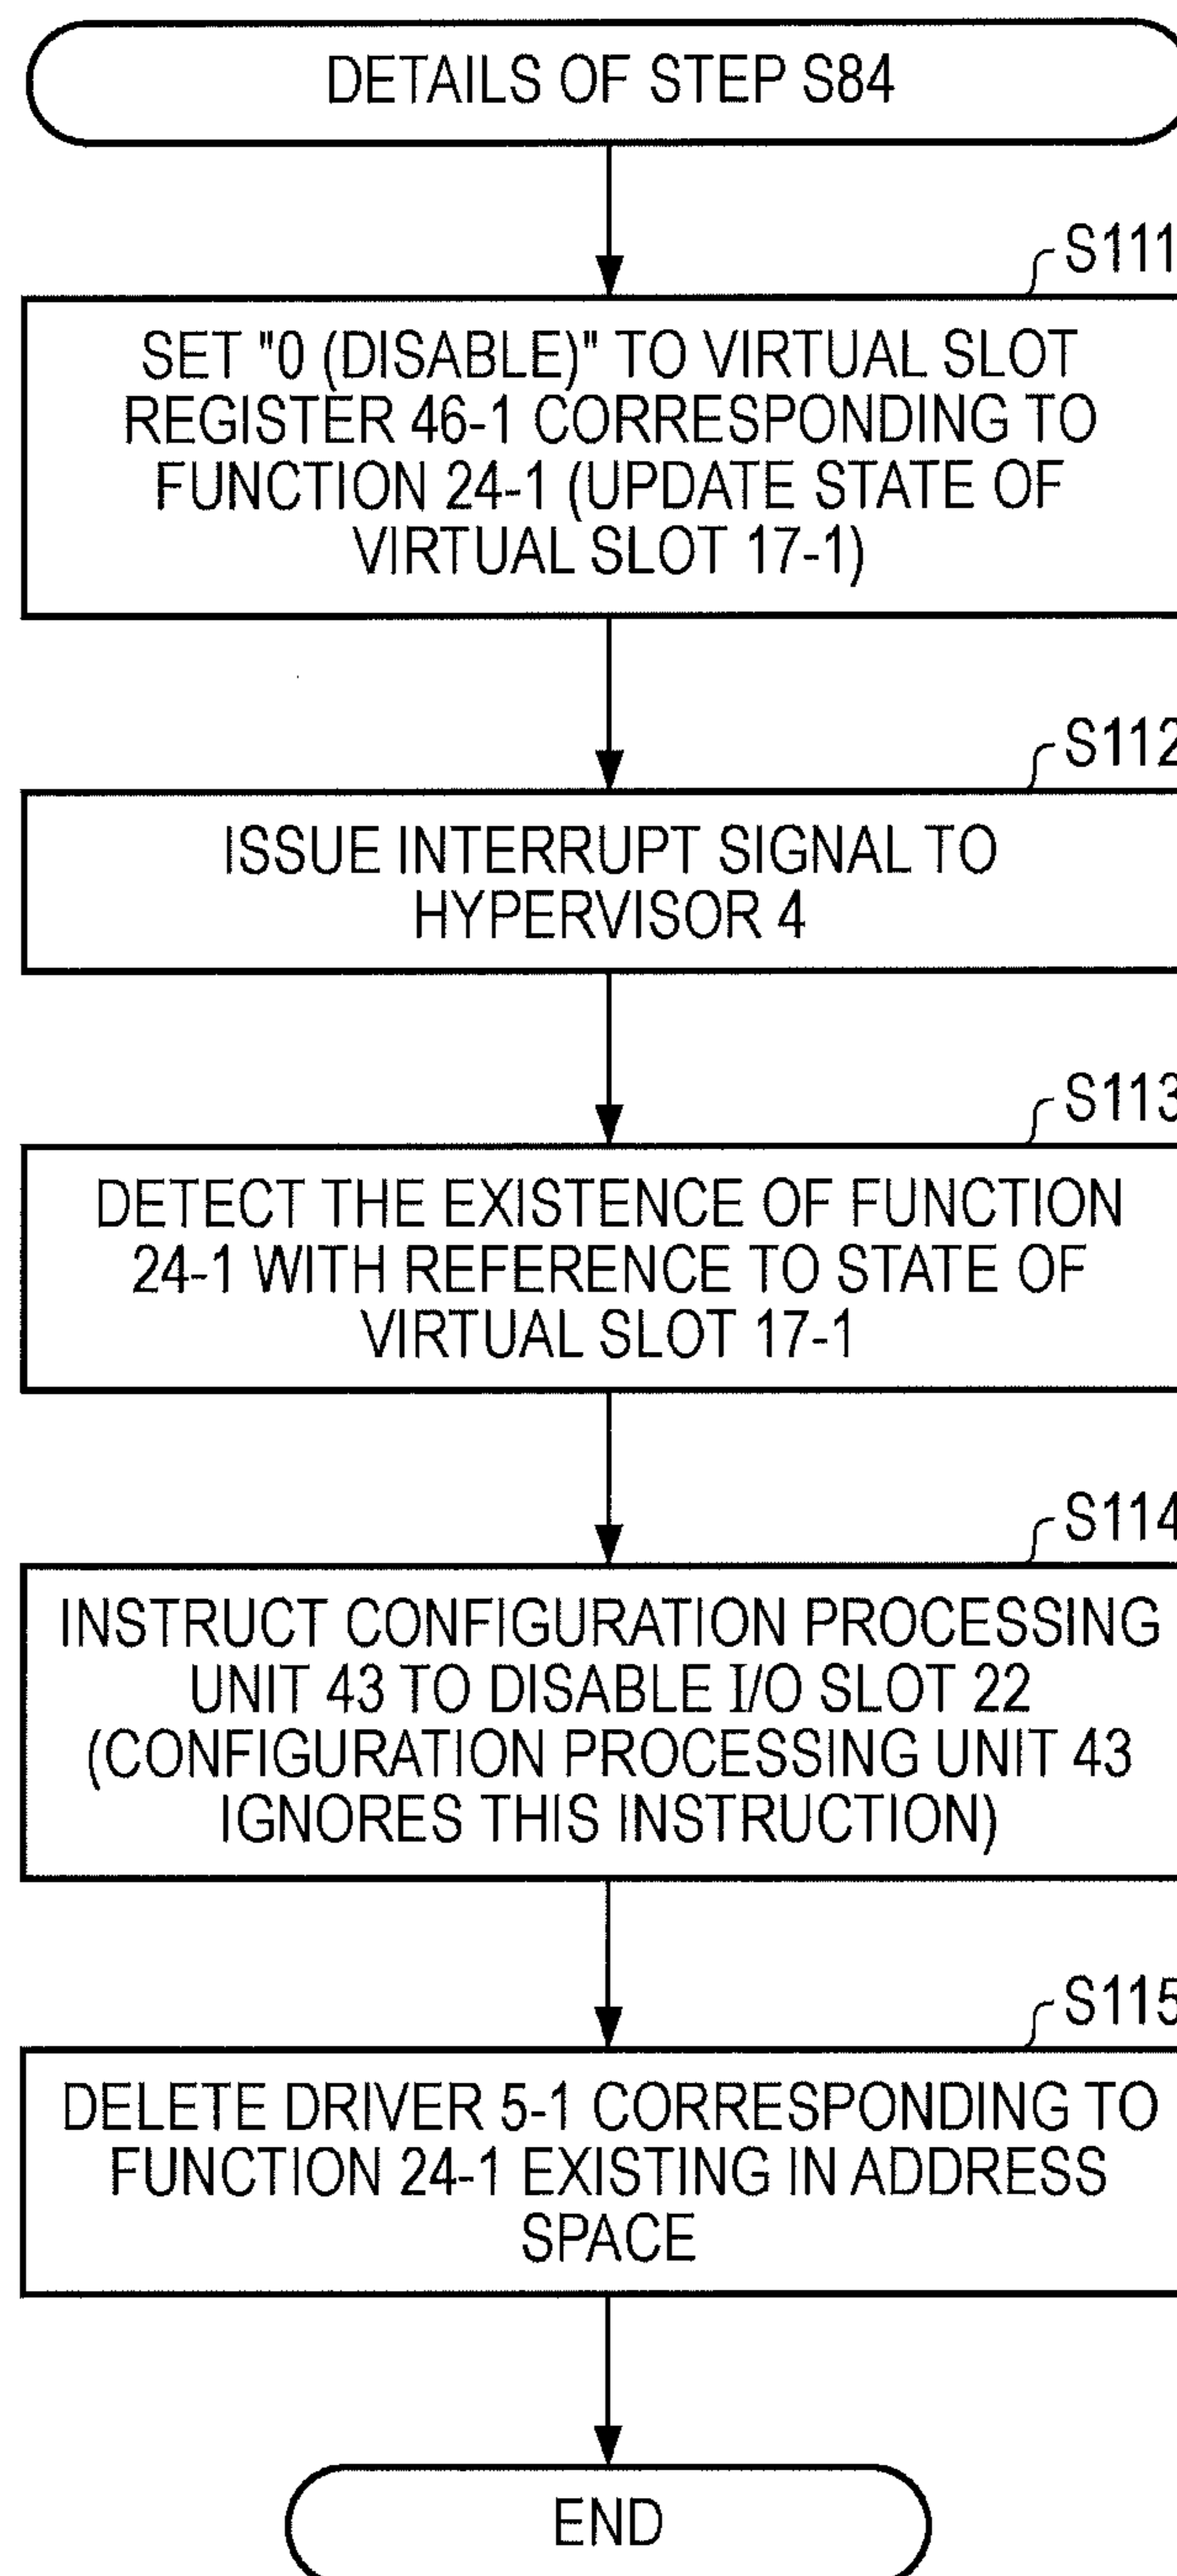 DETAILS OF STEP S84
S111
SET "0 (DISABLE)" TO VIRTUAL SLOT
REGISTER 46-1 CORRESPONDING TO
FUNCTION 24-1 (UPDATE STATE OF
VIRTUAL SLOT 17-1)
S112
ISSUE INTERRUPT SIGNAL TO
HYPERVISOR 4
S113
DETECT THE EXISTENCE OF FUNCTION
24-1 WITH REFERENCE TO STATE OF
VIRTUAL SLOT 17-1
S114
INSTRUCT CONFIGURATION PROCESSING
UNIT 43 TO DISABLE I/O SLOT 22
(CONFIGURATION PROCESSING UNIT 43
IGNORES THIS INSTRUCTION)
S115
DELETE DRIVER 5-1 CORRESPONDING TO
FUNCTION 24-1 EXISTING IN ADDRESS
SPACE
END